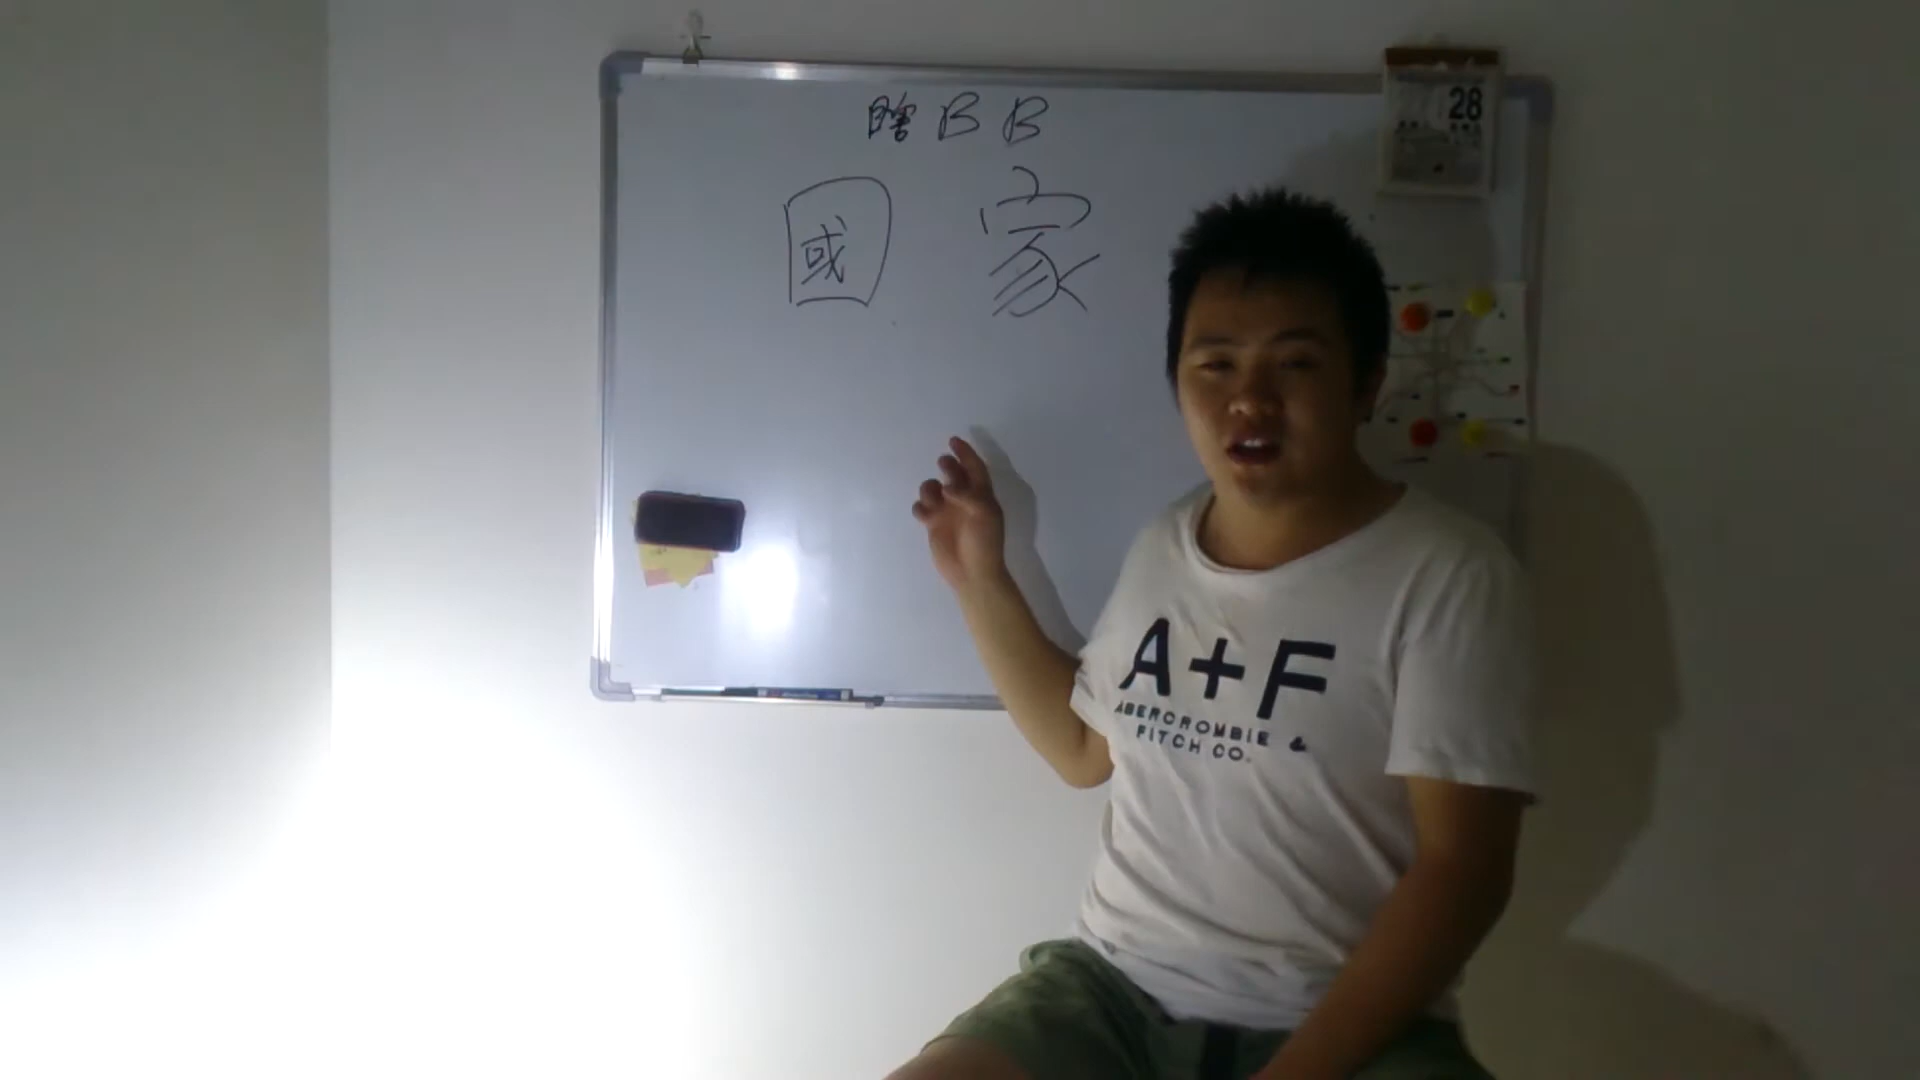 瞎BB
國家
28
A+F
ABERCROMBIE &
FITCH CO.